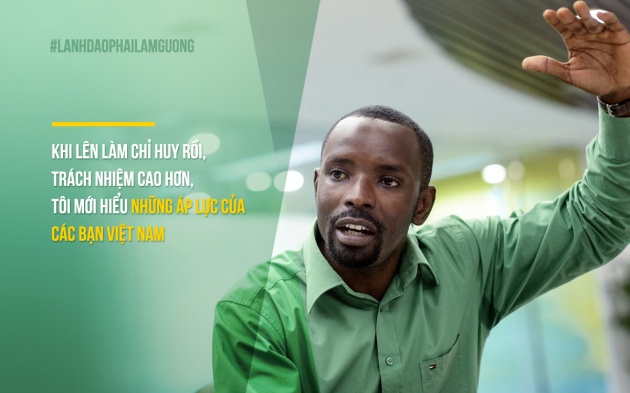 #LANHDAOPHAILAMGUONG
KHI LÊN LÀM CHỈ HUY RỒI,
TRÁCH NHIỆM CAO HƠN,
TÔI MỚI HIỂU NHỮNG ÁP LỰC CỦA
CÁC BẠN VIỆT NAM